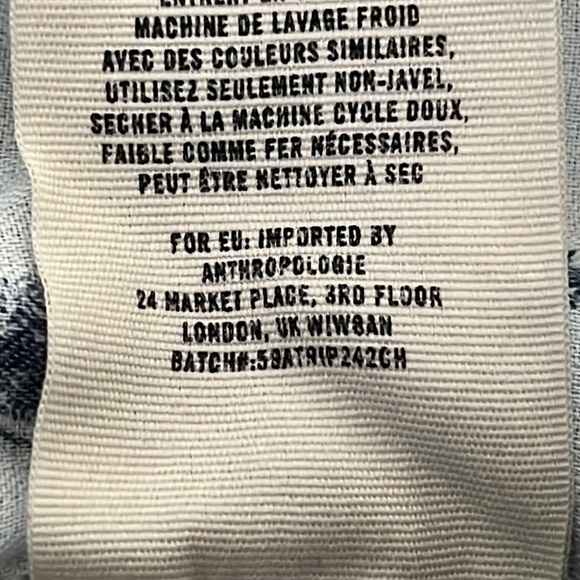 MACHINE DE LAVAGE FROID
AVEC DES COULEURS SIMILAIRES,
UTILISEZ SEULEMENT NON-JAVEL,
SECHER À LA MACHINE CYCLE DOUX,
FAIBLE COMME FER NÉCESSAIRES,
PEUT ÊTRE NETTOYER À SEC
FOR EU: IMPORTED BY
ANTHROPOLOGIE
24 MARKET PLACE, 3RD FLOOR
LONDON, UK W1W8AN